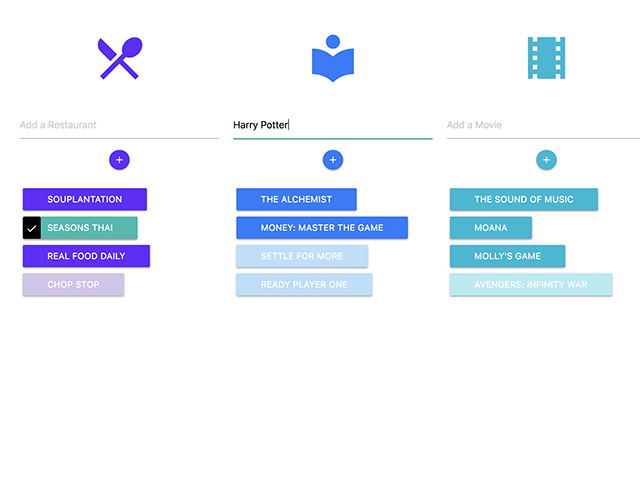 Add a Restaurant
+
SOUPLANTATION
SEASONS THAI
REAL FOOD DAILY
CHOP STOP
Harry Potter
+
THE ALCHEMIST
MONEY: MASTER THE GAME
SETTLE FOR MORE
READY PLAYER ONE
Add a Movie
+
THE SOUND OF MUSIC
MOANA
MOLLY'S GAME
AVENGERS: INFINITY WAR